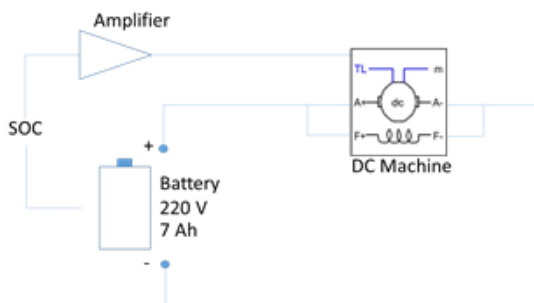 Amplifier
TL
m
A+
dc
A-
SOC
F+
F-
+
DC Machine
Battery
220 V
7 Ah
-